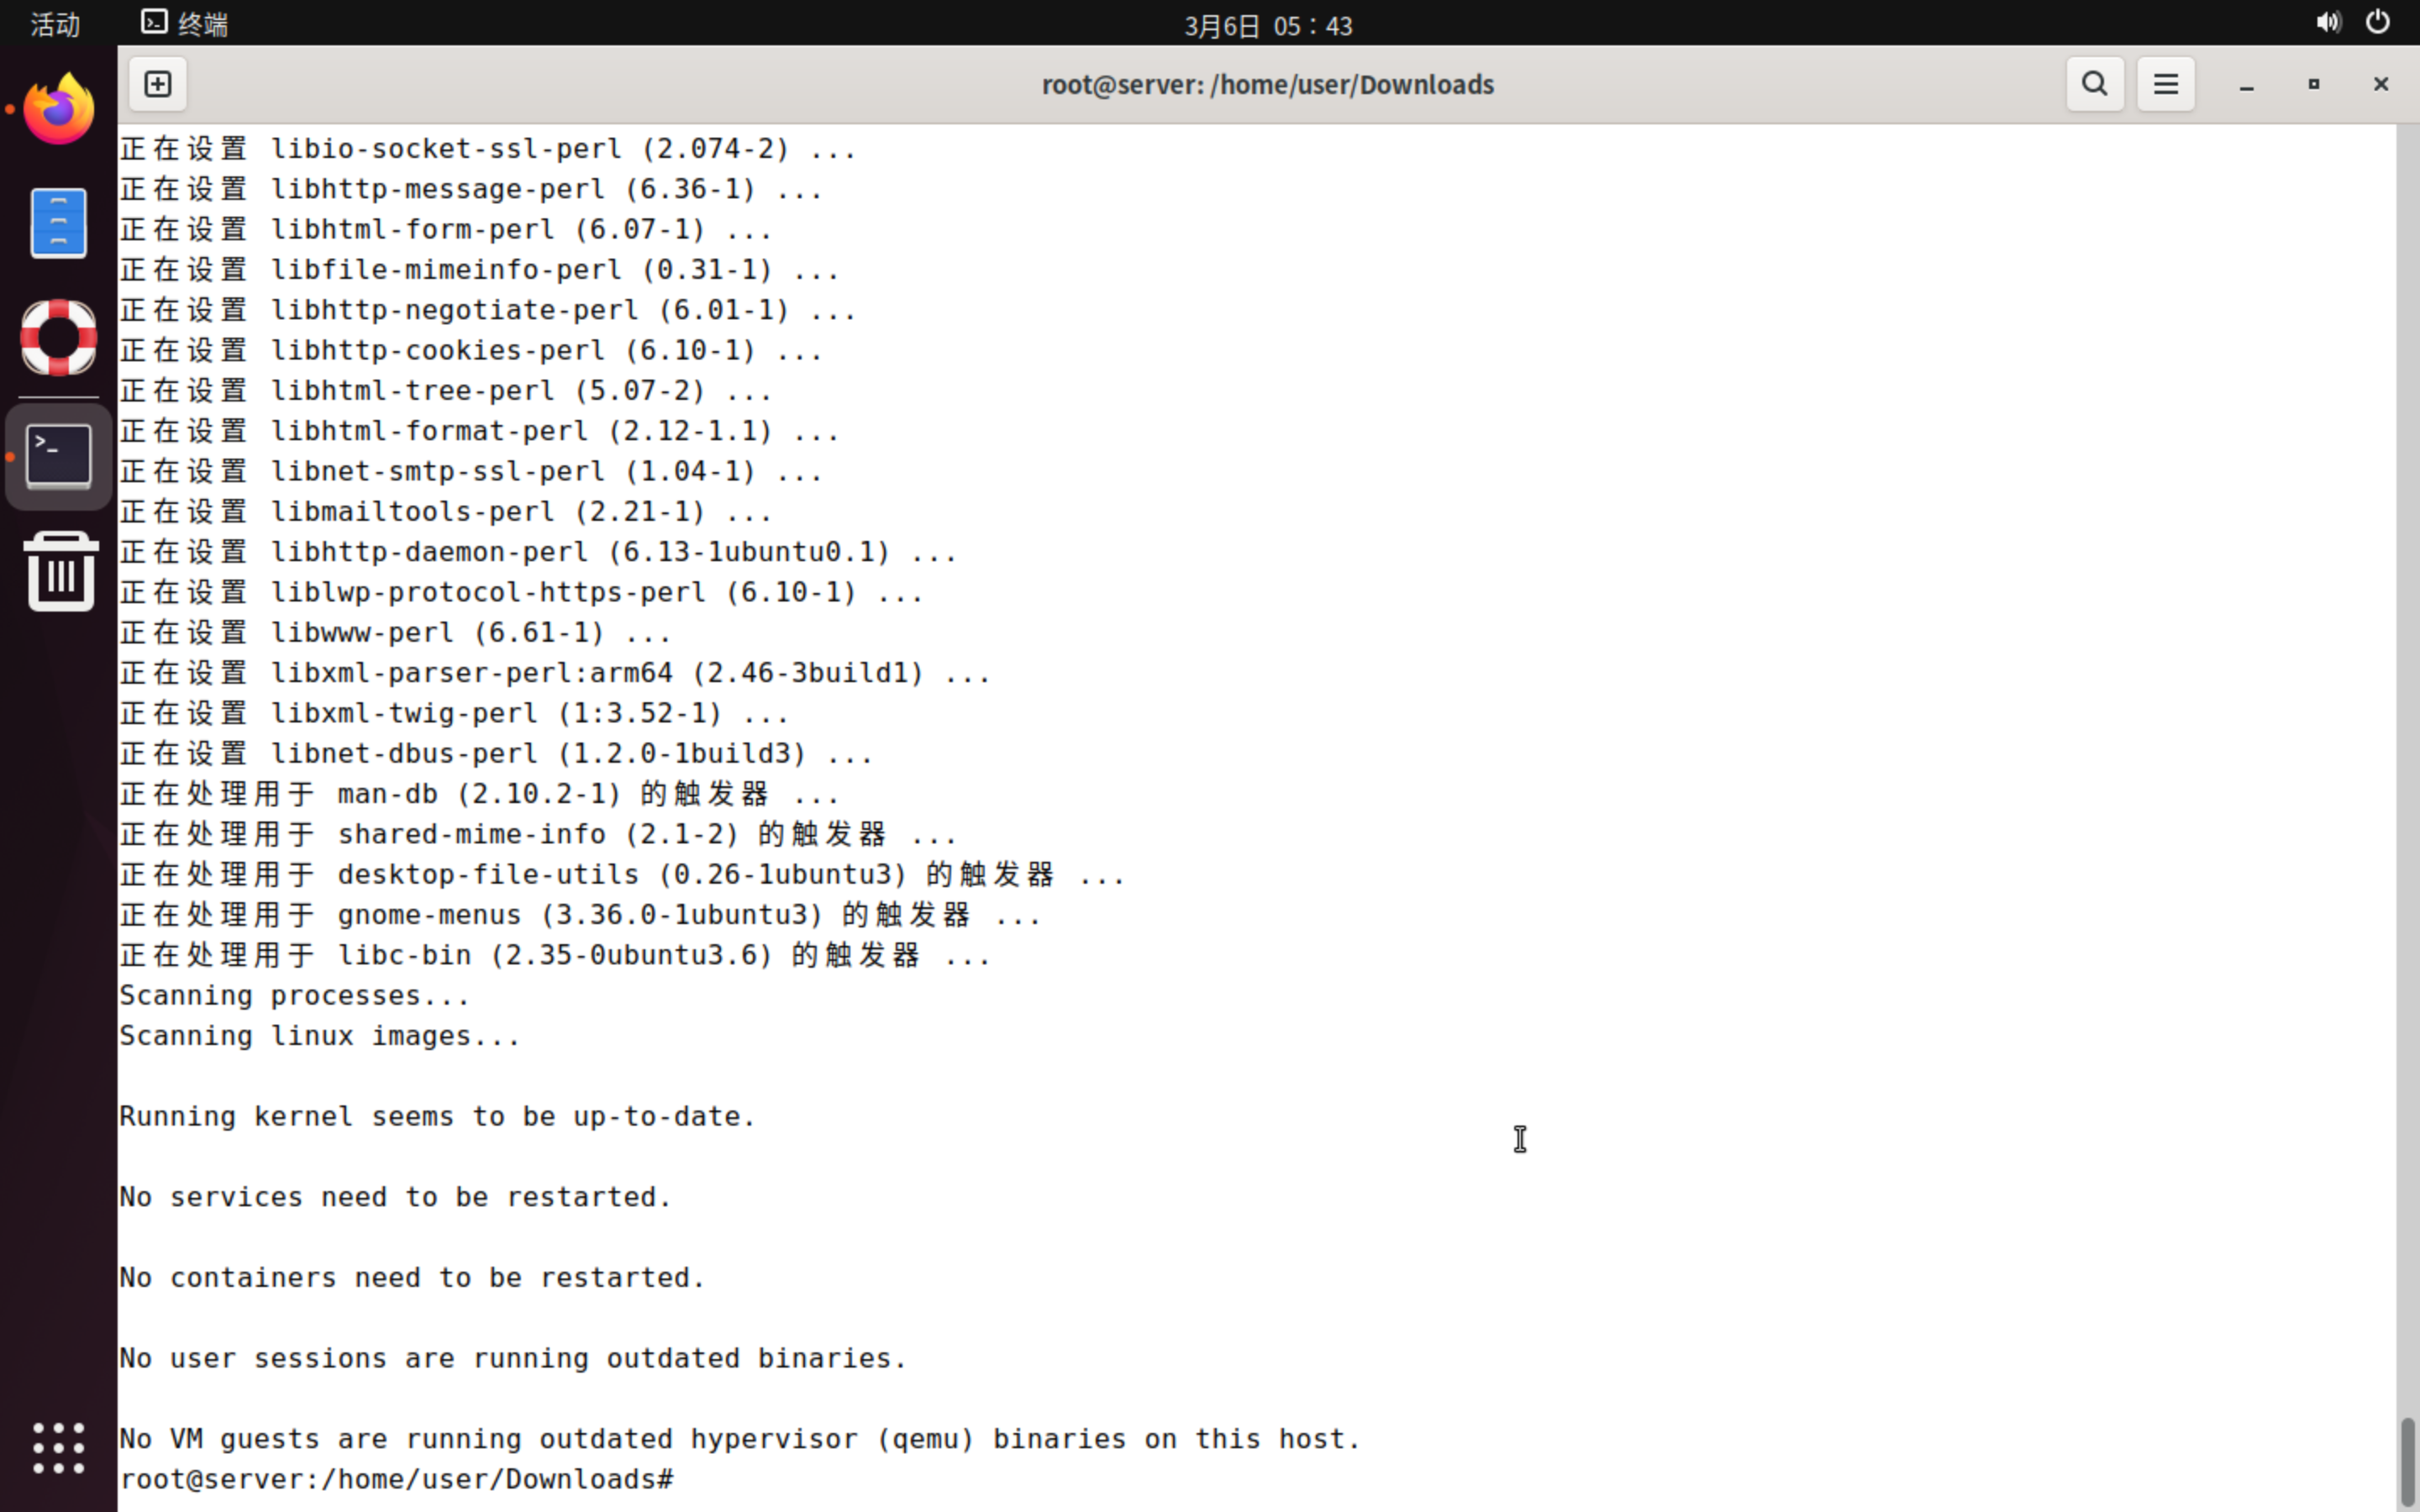 活动 终端 3月6日 05：43
root@server: /home/user/Downloads
正在设置 libio-socket-ssl-perl (2.074-2) ...
正在设置 libhttp-message-perl (6.36-1) ...
正在设置 libhtml-form-perl (6.07-1) ...
正在设置 libfile-mimeinfo-perl (0.31-1) ...
正在设置 libhttp-negotiate-perl (6.01-1) ...
正在设置 libhttp-cookies-perl (6.10-1) ...
正在设置 libhtml-tree-perl (5.07-2) ...
正在设置 libhtml-format-perl (2.12-1.1) ...
正在设置 libnet-smtp-ssl-perl (1.04-1) ...
正在设置 libmailtools-perl (2.21-1) ...
正在设置 libhttp-daemon-perl (6.13-1ubuntu0.1) ...
正在设置 liblwp-protocol-https-perl (6.10-1) ...
正在设置 libwww-perl (6.61-1) ...
正在设置 libxml-parser-perl:arm64 (2.46-3build1) ...
正在设置 libxml-twig-perl (1:3.52-1) ...
正在设置 libnet-dbus-perl (1.2.0-1build3) ...
正在处理用于 man-db (2.10.2-1) 的触发器 ...
正在处理用于 shared-mime-info (2.1-2) 的触发器 ...
正在处理用于 desktop-file-utils (0.26-1ubuntu3) 的触发器 ...
正在处理用于 gnome-menus (3.36.0-1ubuntu3) 的触发器 ...
正在处理用于 libc-bin (2.35-0ubuntu3.6) 的触发器 ...
Scanning processes...
Scanning linux images...
Running kernel seems to be up-to-date.
No services need to be restarted.
No containers need to be restarted.
No user sessions are running outdated binaries.
No VM guests are running outdated hypervisor (qemu) binaries on this host.
root@server:/home/user/Downloads#